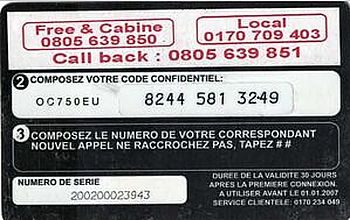 Free & Cabine
0805 639 850
Local
0170 709 403
Call back : 0805 639 851
2 COMPOSEZ VOTRE CODE CONFIDENTIEL:
OC750EU
8244 581 3249
3 COMPOSEZ LE NUMERO DE VOTRE CORRESPONDANT
NOUVEL APPEL NE RACCROCHEZ PAS, TAPEZ ##
NUMERO DE SERIE
200200023943
DUREE DE LA VALIDITE 30 JOURS
APRES LA PREMIERE CONNEXION.
A UTILISER AVANT LE 01.01.2007
SERVICE CLIENT : 0170 234 049